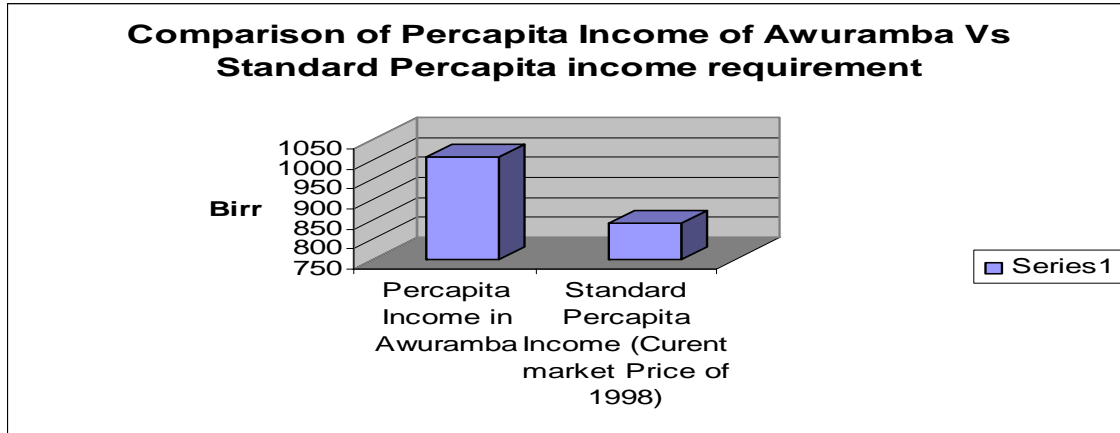 Comparison of Percapita Income of Awuramba Vs
Standard Percapita income requirement
1050
1000
950
900
850
800
750
Birr
Percapita
Income in
Awuramba
Standard
Percapita
Income (Curent
market Price of
1998)
Series1